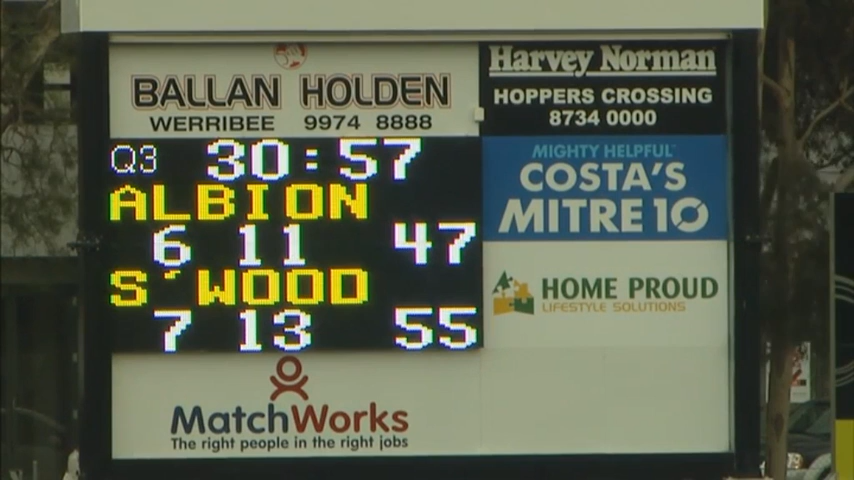 BALLAN HOLDEN
WERRIBEE 9974 8888
Harvey Norman
HOPPERS CROSSING
8734 0000
Q3 30:57
ALBION
6 11 47
S'WOOD
7 13 55
MIGHTY HELPFUL
COSTA'S
MITRE 10
HOME PROUD
LIFESTYLE SOLUTIONS
MatchWorks
The right people in the right jobs